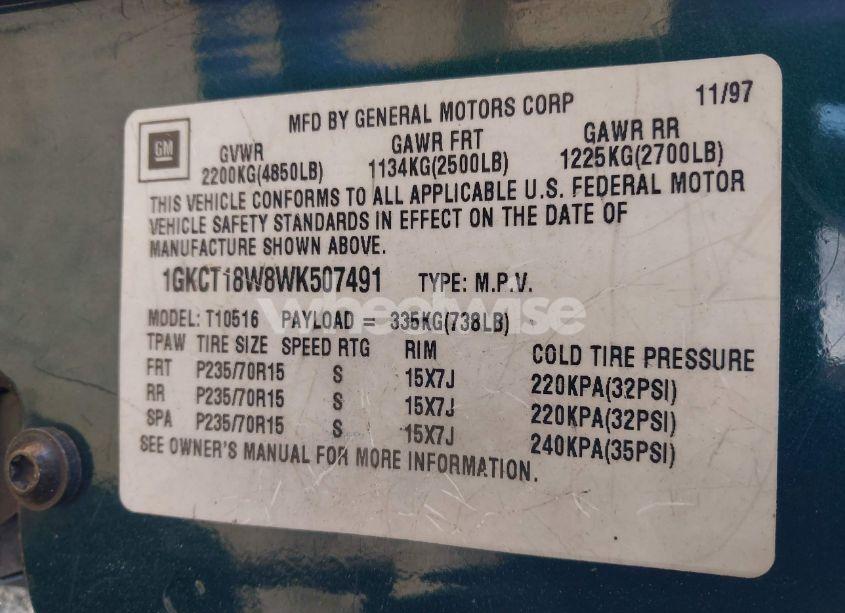 MFD BY GENERAL MOTORS CORP 11/97
GM
GVWR GAWR FRT GAWR RR
2200KG(4850LB) 1134KG(2500LB) 1225KG(2700LB)
THIS VEHICLE CONFORMS TO ALL APPLICABLE U.S. FEDERAL MOTOR
VEHICLE SAFETY STANDARDS IN EFFECT ON THE DATE OF
MANUFACTURE SHOWN ABOVE.
1GKCT18W8WK507491 TYPE: M.P.V.
wheelwise
MODEL: T10516 PAYLOAD = 335KG(738LB)
TPAW TIRE SIZE SPEED RTG RIM COLD TIRE PRESSURE
FRT P235/70R15 S 15X7J 220KPA(32PSI)
RR P235/70R15 S 15X7J 220KPA(32PSI)
SPA P235/70R15 S 15X7J 240KPA(35PSI)
SEE OWNER'S MANUAL FOR MORE INFORMATION.